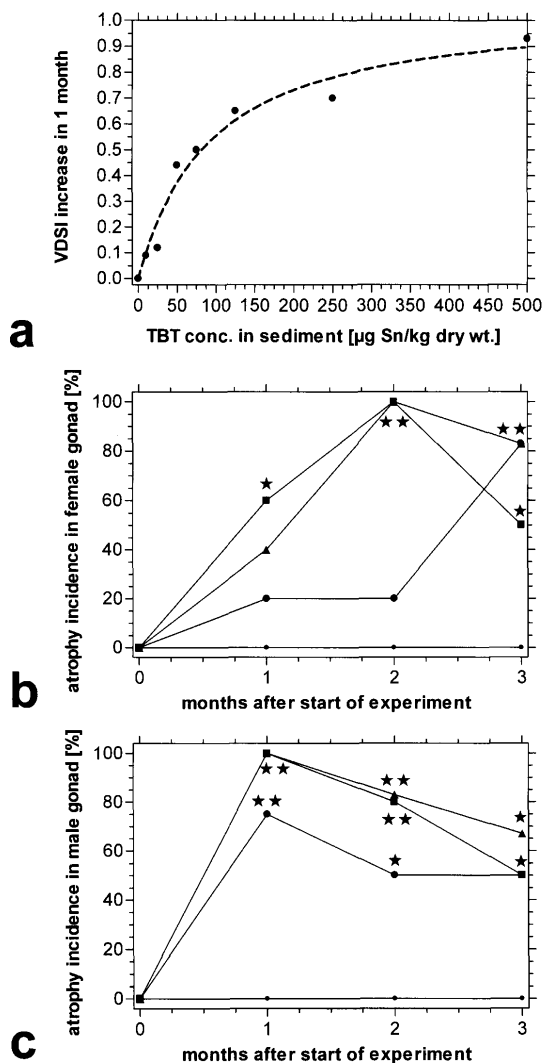 1.0
0.9
0.8
0.7
0.6
0.5
0.4
0.3
0.2
0.1
0.0
VDSI increase in 1 month
0 50 100 150 200 250 300 350 400 450 500
TBT conc. in sediment [µg Sn/kg dry wt.]
a
100
80
60
40
20
0
atrophy incidence in female gonad [%]
0 1 2 3
months after start of experiment
b
100
80
60
40
20
0
atrophy incidence in male gonad [%]
0 1 2 3
months after start of experiment
c